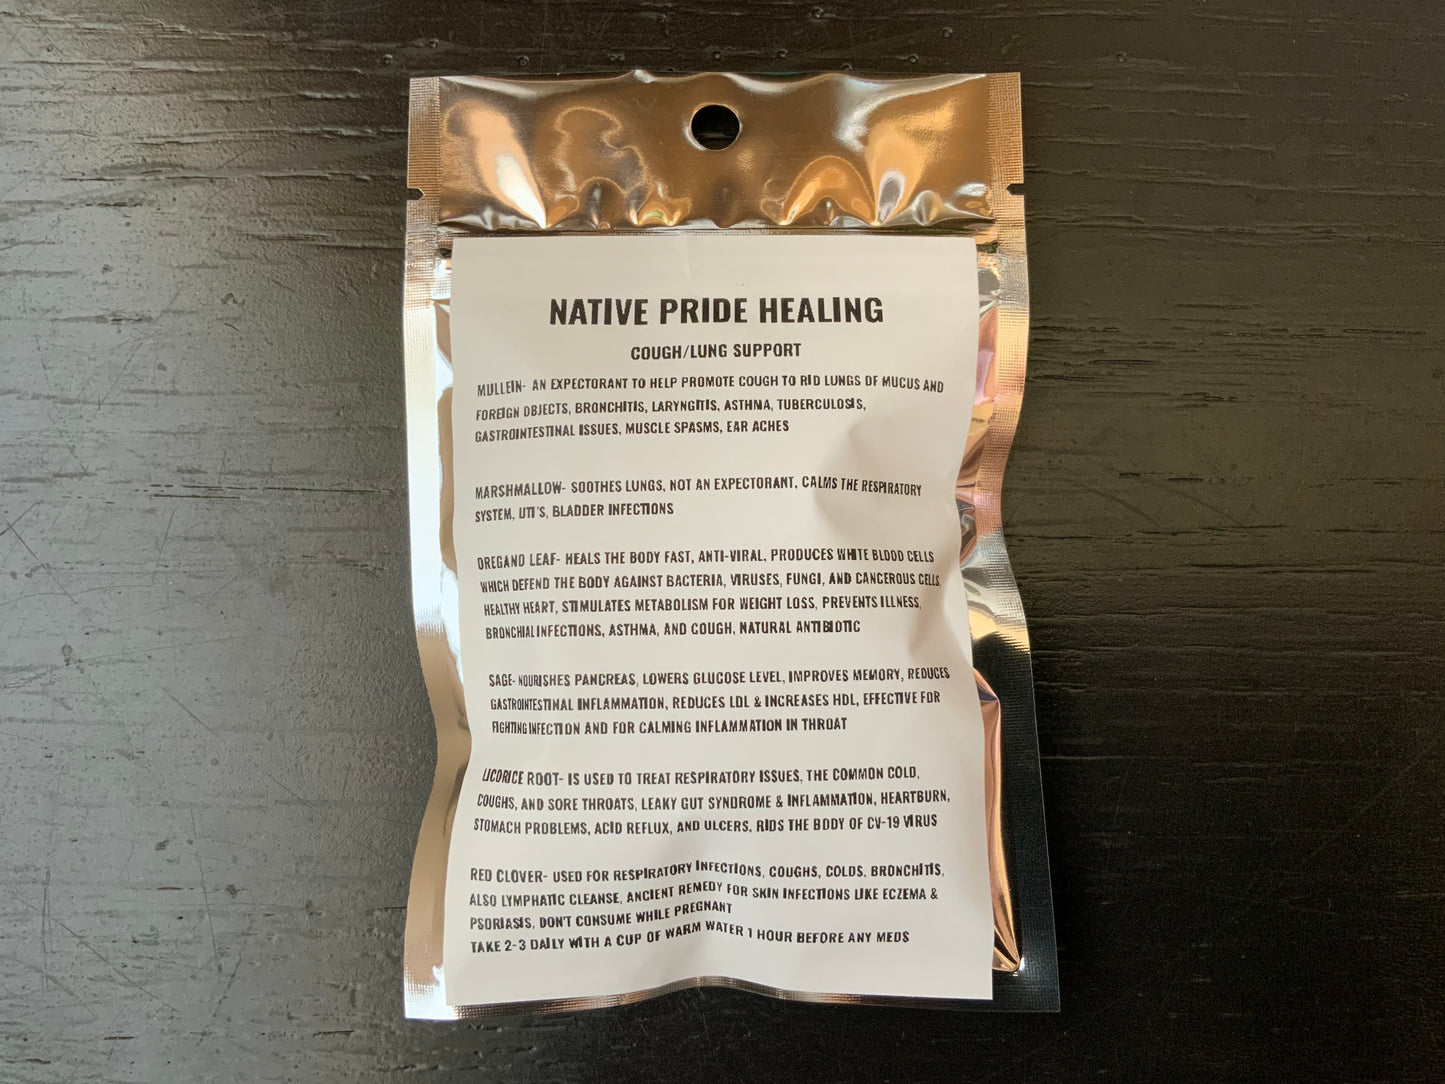 NATIVE PRIDE HEALING
COUGH/LUNG SUPPORT
MULLEIN- AN EXPECTORANT TO HELP PROMOTE COUGH TO RID LUNGS OF MUCUS AND
FOREIGN OBJECTS, BRONCHITIS, LARYNGITIS, ASTHMA, TUBERCULOSIS,
GASTROINTESTINAL ISSUES, MUSCLE SPASMS, EAR ACHES
MARSHMALLOW- SOOTHES LUNGS, NOT AN EXPECTORANT, CALMS THE RESPIRATORY
SYSTEM, UTI'S, BLADDER INFECTIONS
OREGANO LEAF- HEALS THE BODY FAST, ANTI-VIRAL, PRODUCES WHITE BLOOD CELLS
WHICH DEFEND THE BODY AGAINST BACTERIA, VIRUSES, FUNGI, AND CANCEROUS CELLS,
HEALTHY HEART, STIMULATES METABOLISM FOR WEIGHT LOSS, PREVENTS ILLNESS,
BRONCHIAL INFECTIONS, ASTHMA, AND COUGH, NATURAL ANTIBIOTIC
SAGE- NOURISHES PANCREAS, LOWERS GLUCOSE LEVEL, IMPROVES MEMORY, REDUCES
GASTROINTESTINAL INFLAMMATION, REDUCES LDL & INCREASES HDL, EFFECTIVE FOR
FIGHTING INFECTION AND FOR CALMING INFLAMMATION IN THROAT
LICORICE ROOT- IS USED TO TREAT RESPIRATORY ISSUES, THE COMMON COLD,
COUGHS, AND SORE THROATS, LEAKY GUT SYNDROME & INFLAMMATION, HEARTBURN,
STOMACH PROBLEMS, ACID REFLUX, AND ULCERS, RIDS THE BODY OF CV-19 VIRUS
RED CLOVER- USED FOR RESPIRATORY INFECTIONS, COUGHS, COLDS, BRONCHITIS,
ALSO LYMPHATIC CLEANSE, ANCIENT REMEDY FOR SKIN INFECTIONS LIKE ECZEMA &
PSORIASIS, DON'T CONSUME WHILE PREGNANT
TAKE 2-3 DAILY WITH A CUP OF WARM WATER 1 HOUR BEFORE ANY MEDS